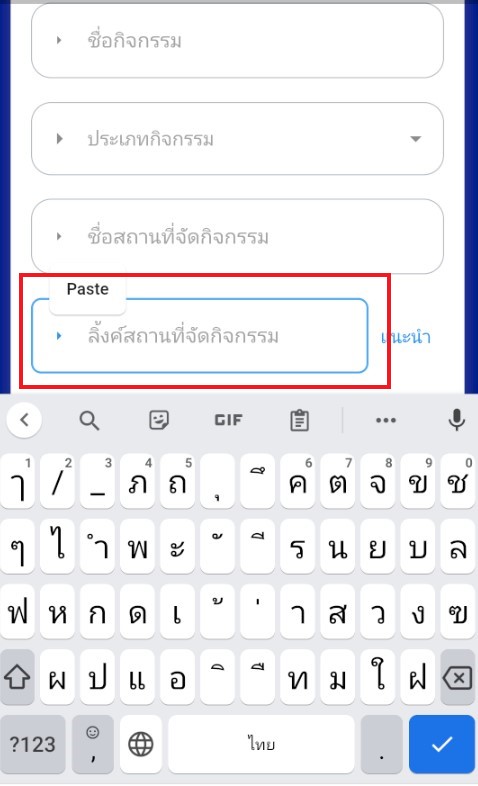 ชื่อกิจกรรม
ประเภทกิจกรรม
ชื่อสถานที่จัดกิจกรรม
Paste
ลิ้งค์สถานที่จัดกิจกรรม
แนะนำ
GIF
ๅ 1 / 2 _ 3 ภ 4 ถ 5 ุ ึ ค 6 ต 7 จ 8 ข 9 ช 0
ๆ ไ ำ พ ะ ั ี ร น ย บ ล
ฟ ห ก ด เ ้ ่ า ส ว ง ฃ
ผ ป แ อ ิ ื ท ม ใ ฝ
?123 , ไทย .